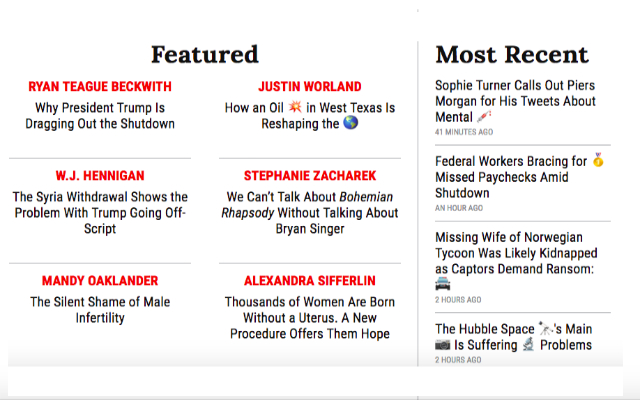 Featured
RYAN TEAGUE BECKWITH
Why President Trump Is
Dragging Out the Shutdown
JUSTIN WORLAND
How an Oil 💥 in West Texas Is
Reshaping the 🌎
W.J. HENNIGAN
The Syria Withdrawal Shows the
Problem With Trump Going Off-
Script
STEPHANIE ZACHAREK
We Can't Talk About Bohemian
Rhapsody Without Talking About
Bryan Singer
MANDY OAKLANDER
The Silent Shame of Male
Infertility
ALEXANDRA SIFFERLIN
Thousands of Women Are Born
Without a Uterus. A New
Procedure Offers Them Hope
Most Recent
Sophie Turner Calls Out Piers
Morgan for His Tweets About
Mental 💉
41 MINUTES AGO
Federal Workers Bracing for 🏅
Missed Paychecks Amid
Shutdown
AN HOUR AGO
Missing Wife of Norwegian
Tycoon Was Likely Kidnapped
as Captors Demand Ransom:
🚘
2 HOURS AGO
The Hubble Space 🔭's Main
📷 Is Suffering 🔬 Problems
2 HOURS AGO